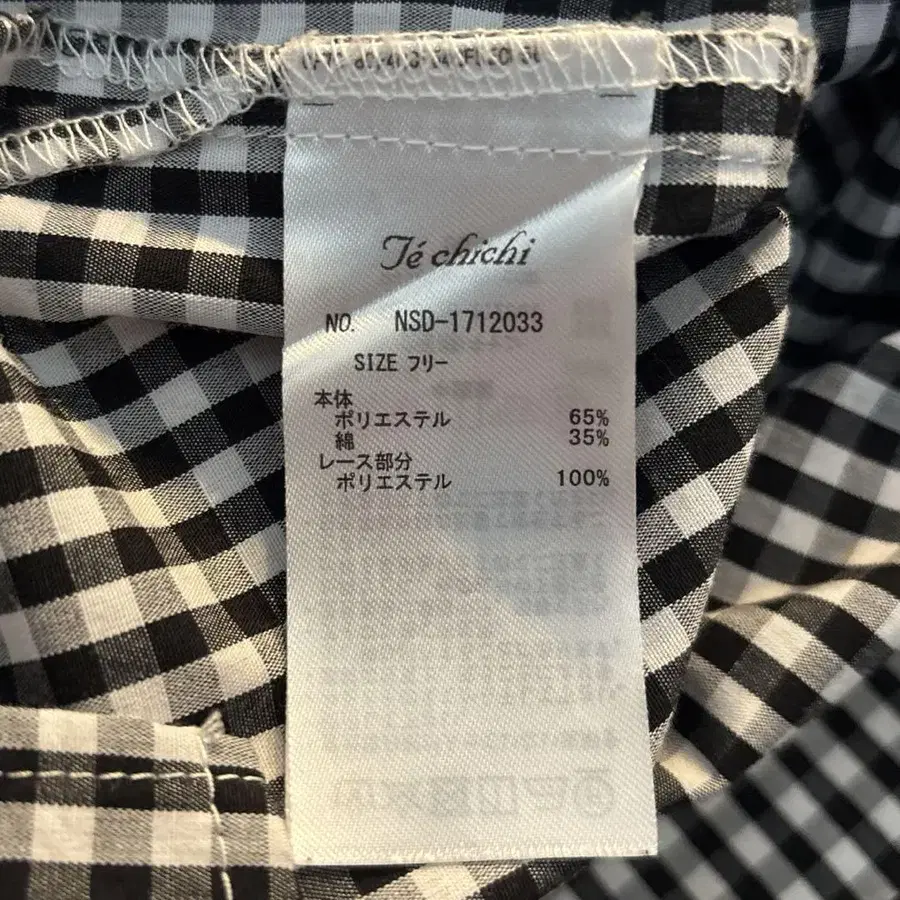 Té chichi
NO. NSD-1712033
SIZE フリー
本体
ポリエステル 65%
綿 35%
レース部分
ポリエステル 100%